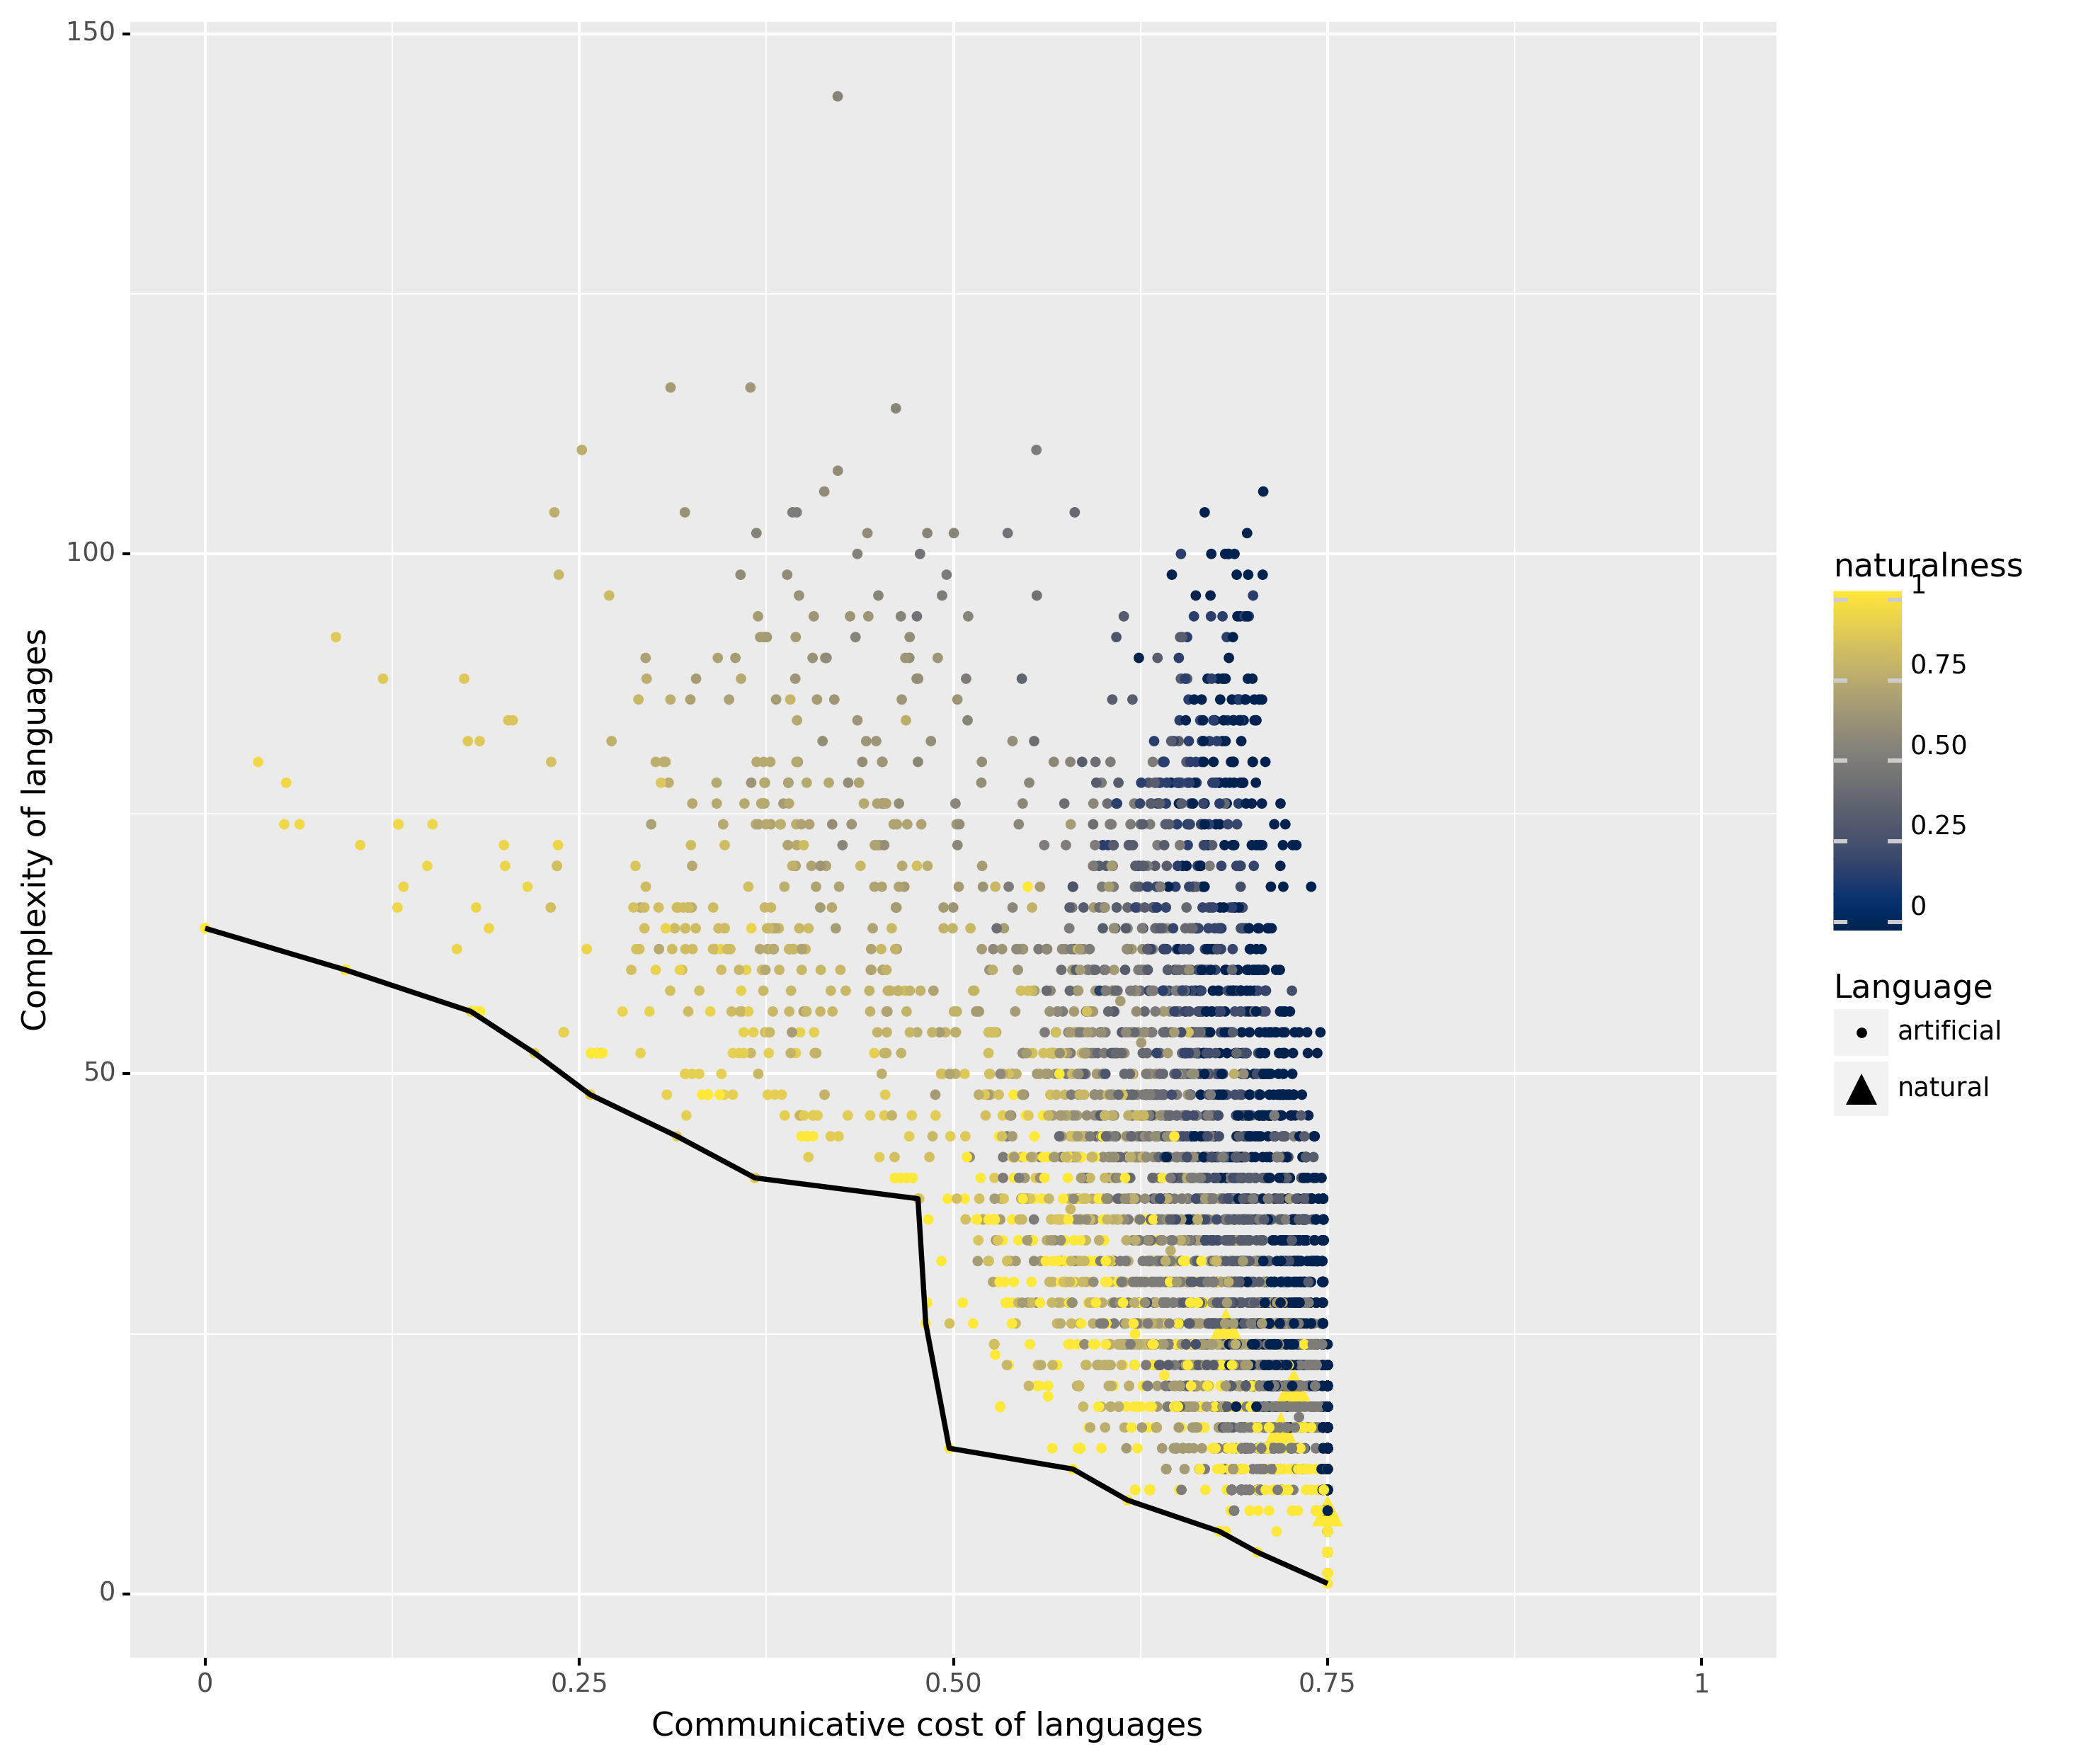 150
100
50
0
Complexity of languages
0
0.25
0.50
0.75
1
Communicative cost of languages
naturalness
1
0.75
0.50
0.25
0
Language
artificial
natural